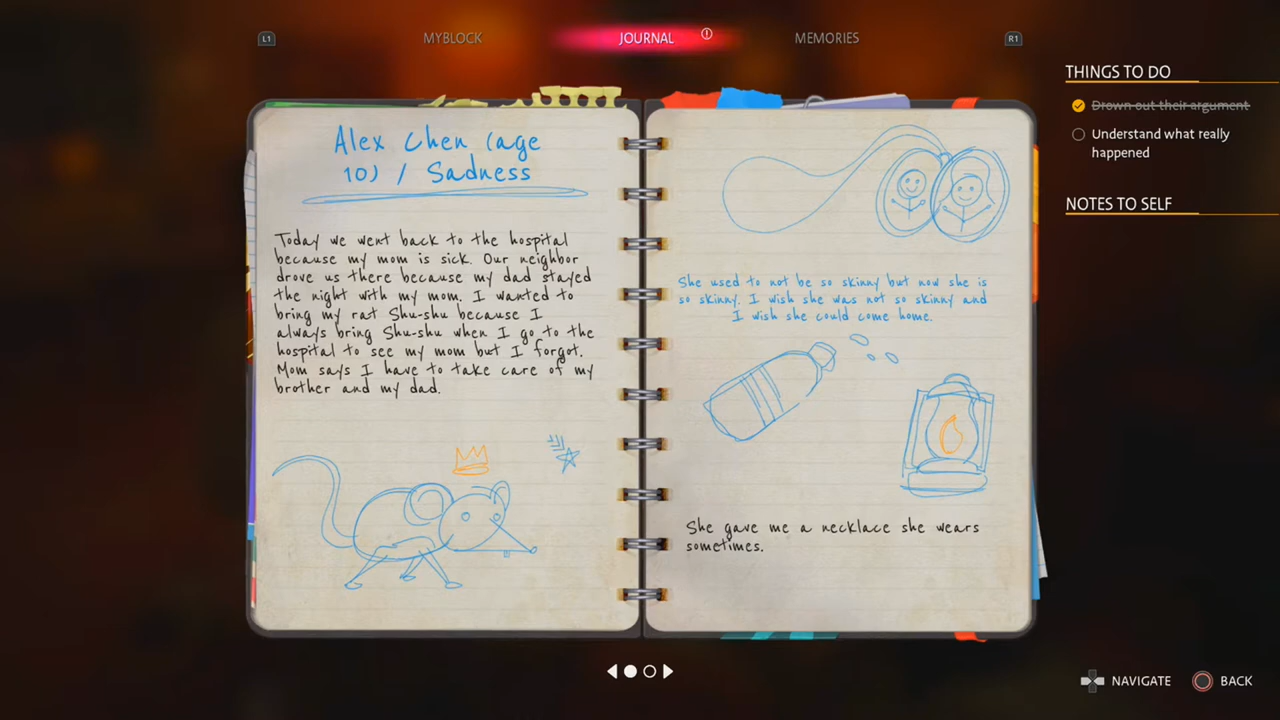 L1
MYBLOCK
JOURNAL
MEMORIES
R1
Alex Chen (age
10) / Sadness
Today we went back to the hospital
because my mom is sick. Our neighbor
drove us there because my dad stayed
the night with my mom. I wanted to
bring my rat Shu-shu because I
always bring Shu-shu when I go to the
hospital to see my mom but I forgot.
Mom says I have to take care of my
brother and my dad.
She used to not be so skinny but now she is
so skinny. I wish she was not so skinny and
I wish she could come home.
She gave me a necklace she wears
sometimes.
THINGS TO DO
Drown out their argument
Understand what really
happened
NOTES TO SELF
NAVIGATE
BACK